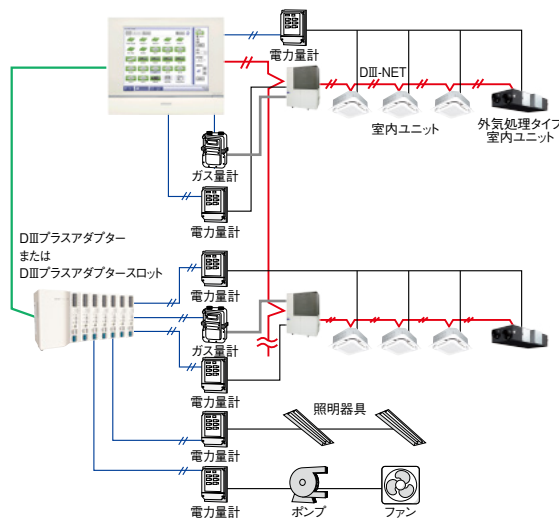 電力量計
DⅢ-NET
室内ユニット
外気処理タイプ
室内ユニット
ガス量計
電力量計
DⅢプラスアダプター
または
DⅢプラスアダプタースロット
電力量計
ガス量計
電力量計
照明器具
電力量計
電力量計
ポンプ
ファン